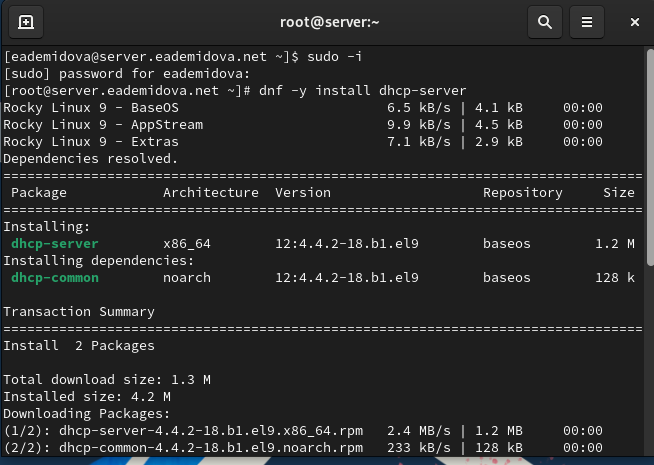 root@server:~
[eademidova@server.eademidova.net ~]$ sudo -i
[sudo] password for eademidova:
[root@server.eademidova.net ~]# dnf -y install dhcp-server
Rocky Linux 9 - BaseOS 6.5 kB/s | 4.1 kB 00:00
Rocky Linux 9 - AppStream 9.9 kB/s | 4.5 kB 00:00
Rocky Linux 9 - Extras 7.1 kB/s | 2.9 kB 00:00
Dependencies resolved.
================================================================================
Package Architecture Version Repository Size
================================================================================
Installing:
dhcp-server x86_64 12:4.4.2-18.b1.el9 baseos 1.2 M
Installing dependencies:
dhcp-common noarch 12:4.4.2-18.b1.el9 baseos 128 k
Transaction Summary
================================================================================
Install 2 Packages
Total download size: 1.3 M
Installed size: 4.2 M
Downloading Packages:
(1/2): dhcp-server-4.4.2-18.b1.el9.x86_64.rpm 2.4 MB/s | 1.2 MB 00:00
(2/2): dhcp-common-4.4.2-18.b1.el9.noarch.rpm 233 kB/s | 128 kB 00:00